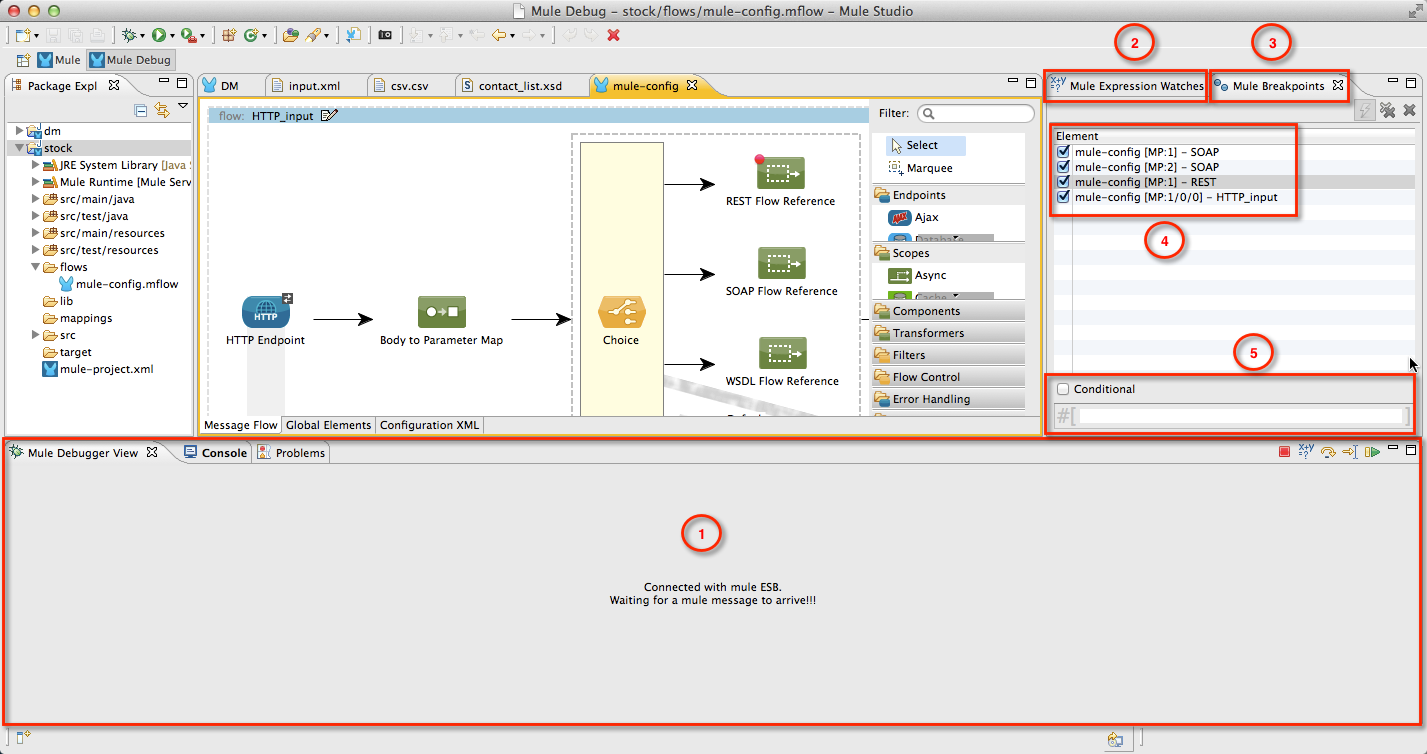 Mule Debug – stock/flows/mule-config.mflow – Mule Studio
Mule
Mule Debug
2
3
Package Expl
DM
input.xml
csv.csv
contact_list.xsd
mule-config
x+y
?
Mule Expression Watches
Mule Breakpoints
dm
stock
JRE System Library [Java S
Mule Runtime [Mule Serv
src/main/java
src/test/java
src/main/resources
src/test/resources
flows
mule-config.mflow
lib
mappings
src
target
mule-project.xml
flow: HTTP_input
REST Flow Reference
SOAP Flow Reference
HTTP
HTTP Endpoint
Body to Parameter Map
Choice
WSDL Flow Reference
Message Flow
Global Elements
Configuration XML
Filter:
Select
Marquee
Endpoints
AJAX
Ajax
Database
Scopes
Async
Cache
Components
Transformers
Filters
Flow Control
Error Handling
Element
mule-config [MP:1] – SOAP
mule-config [MP:2] – SOAP
mule-config [MP:1] – REST
mule-config [MP:1/0/0] – HTTP_input
4
5
Conditional
#[
]
Mule Debugger View
Console
Problems
x+y
?
1
Connected with mule ESB.
Waiting for a mule message to arrive!!!